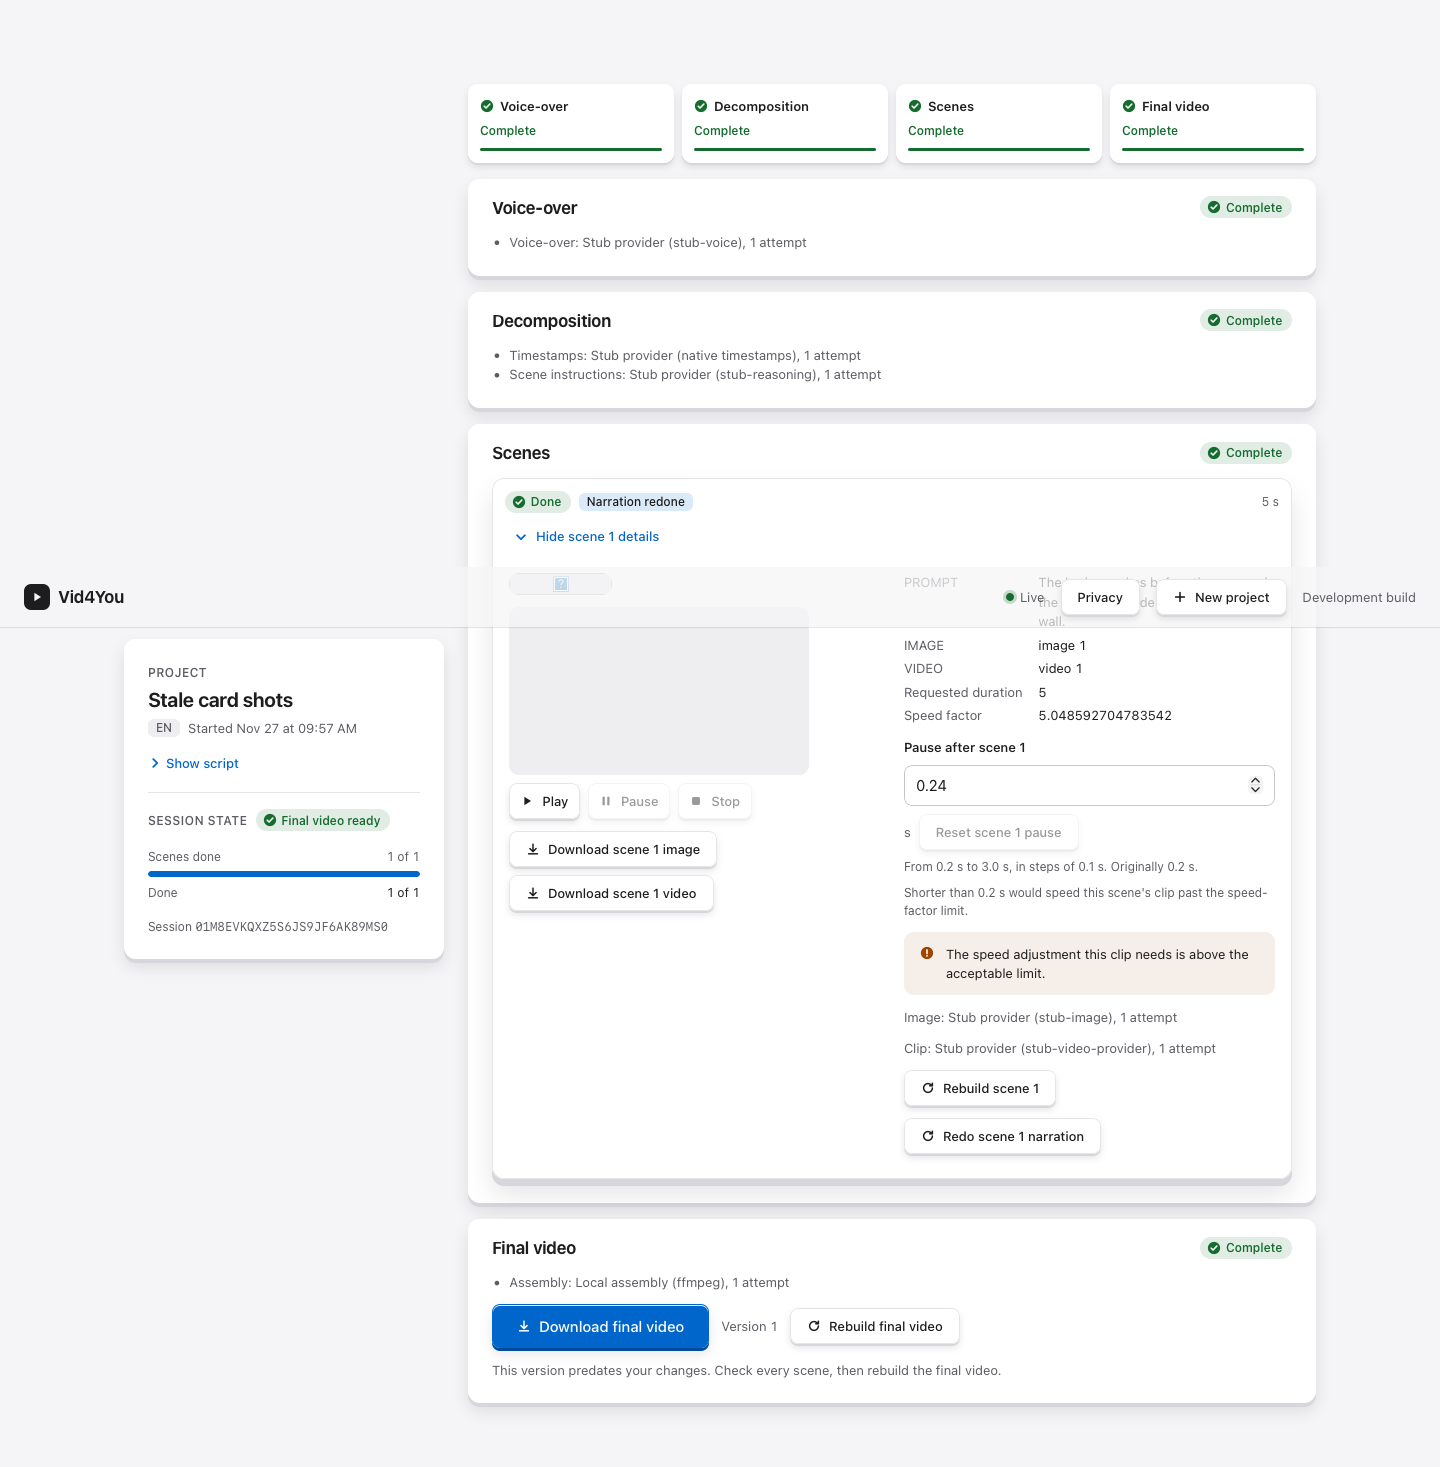 Voice-over
Complete
Decomposition
Complete
Scenes
Complete
Final video
Complete
Voice-over
Complete
Voice-over: Stub provider (stub-voice), 1 attempt
Decomposition
Complete
Timestamps: Stub provider (native timestamps), 1 attempt
Scene instructions: Stub provider (stub-reasoning), 1 attempt
Scenes
Complete
Done
Narration redone
5 s
Hide scene 1 details
PROMPT
The
the
wall.
Vid4You
Live
Privacy
New project
Development build
PROJECT
Stale card shots
EN Started Nov 27 at 09:57 AM
Show script
SESSION STATE
Final video ready
Scenes done 1 of 1
Done 1 of 1
Session 01M8EVKQXZ5S6JS9JF6AK89MS0
Play
Pause
Stop
Download scene 1 image
Download scene 1 video
IMAGE image 1
VIDEO video 1
Requested duration 5
Speed factor 5.048592704783542
Pause after scene 1
0.24
s
Reset scene 1 pause
From 0.2 s to 3.0 s, in steps of 0.1 s. Originally 0.2 s.
Shorter than 0.2 s would speed this scene's clip past the speed-
factor limit.
The speed adjustment this clip needs is above the
acceptable limit.
Image: Stub provider (stub-image), 1 attempt
Clip: Stub provider (stub-video-provider), 1 attempt
Rebuild scene 1
Redo scene 1 narration
Final video
Complete
Assembly: Local assembly (ffmpeg), 1 attempt
Download final video
Version 1
Rebuild final video
This version predates your changes. Check every scene, then rebuild the final video.